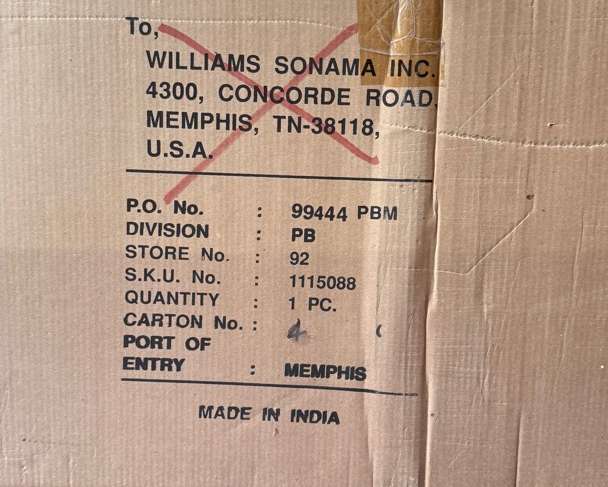 To,
WILLIAMS SONAMA INC.
4300, CONCORDE ROAD,
MEMPHIS, TN-38118,
U.S.A.
P.O. No. : 99444 PBM
DIVISION : PB
STORE No. : 92
S.K.U. No. : 1115088
QUANTITY : 1 PC.
CARTON No. : 4
PORT OF
ENTRY : MEMPHIS
MADE IN INDIA